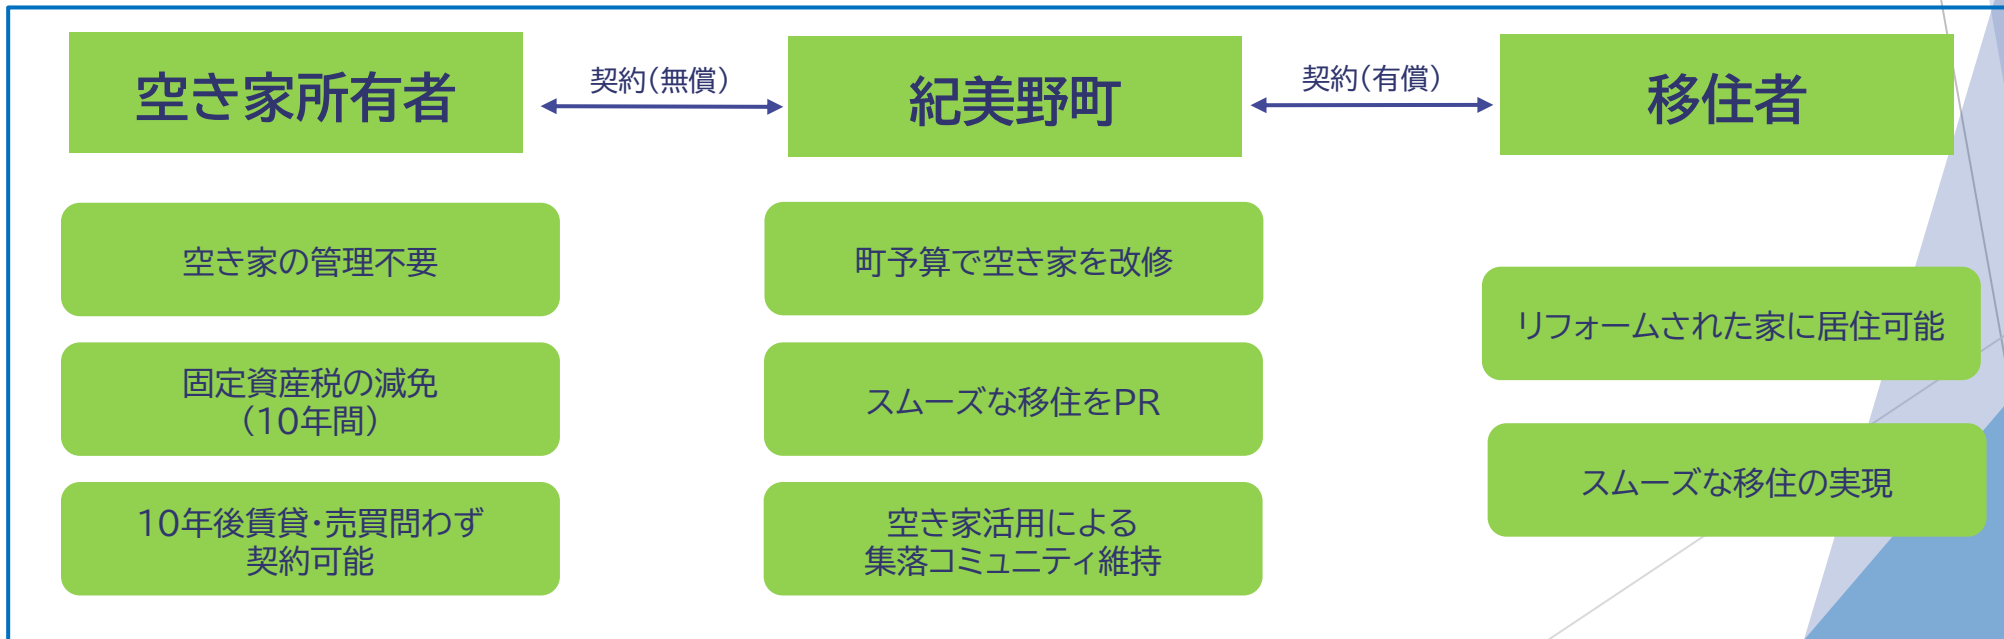 空き家所有者
契約(無償)
紀美野町
契約(有償)
移住者
空き家の管理不要
固定資産税の減免
(10年間)
10年後賃貸・売買問わず
契約可能
町予算で空き家を改修
スムーズな移住をPR
空き家活用による
集落コミュニティ維持
リフォームされた家に居住可能
スムーズな移住の実現